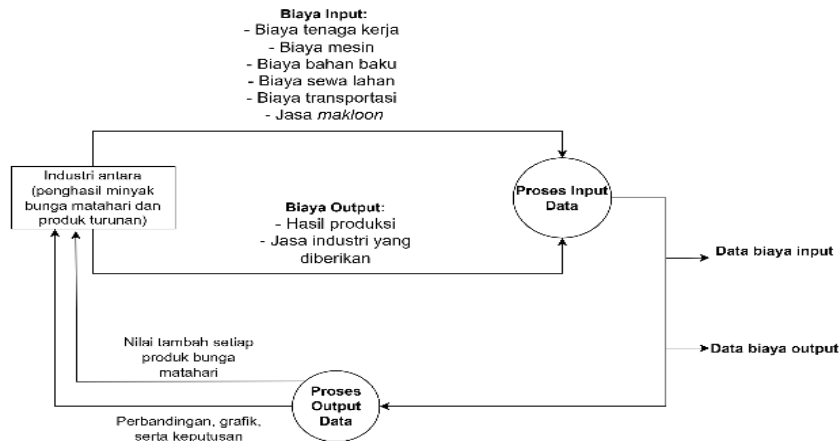 Biaya Input:
- Biaya tenaga kerja
- Biaya mesin
- Biaya bahan baku
- Biaya sewa lahan
- Biaya transportasi
- Jasa makloon
Industri antara
(penghasil minyak
bunga matahari dan
produk turunan)
Biaya Output:
- Hasil produksi
- Jasa industri yang
diberikan
Proses Input
Data
Data biaya input
Data biaya output
Nilai tambah setiap
produk bunga
matahari
Proses
Output
Data
Perbandingan, grafik,
serta keputusan